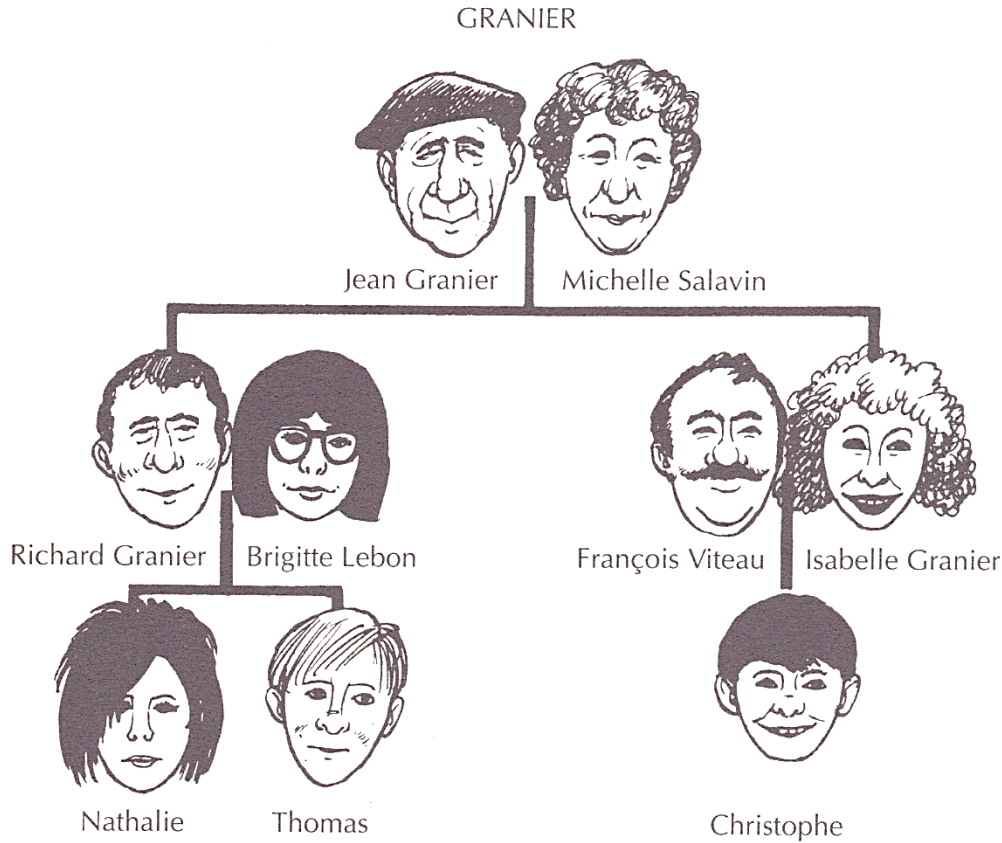 GRANIER
Jean Granier Michelle Salavin
Richard Granier Brigitte Lebon François Viteau Isabelle Granier
Nathalie Thomas Christophe